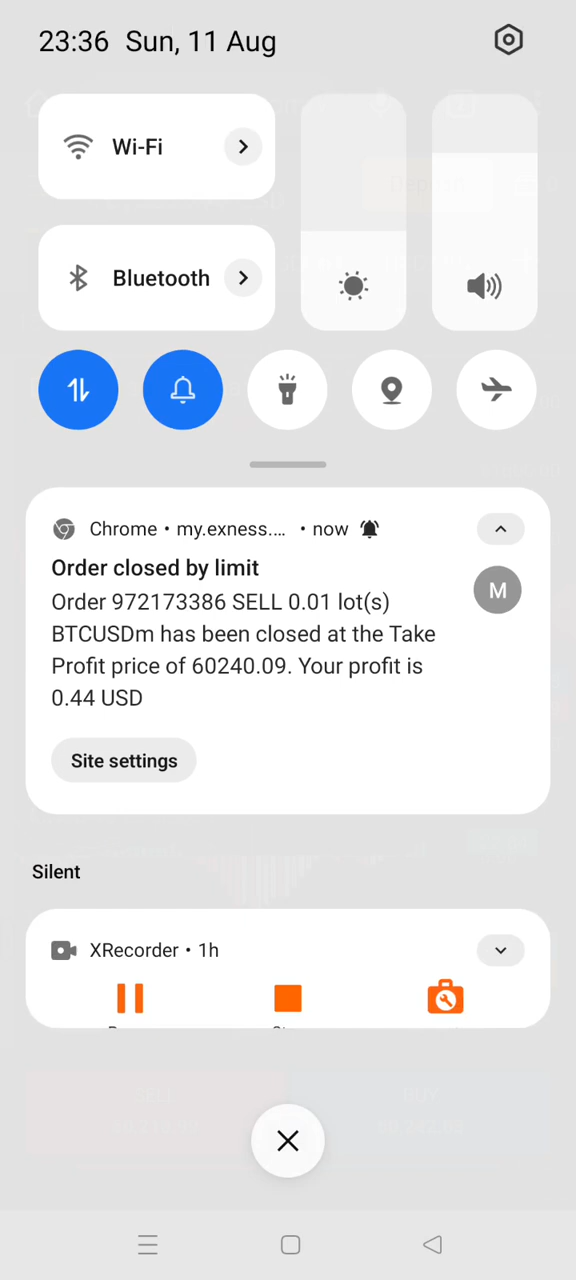 23:36 Sun, 11 Aug
Wi-Fi
Bluetooth
Chrome • my.exness.... • now
Order closed by limit
M
Order 972173386 SELL 0.01 lot(s)
BTCUSDm has been closed at the Take
Profit price of 60240.09. Your profit is
0.44 USD
Site settings
Silent
XRecorder • 1h